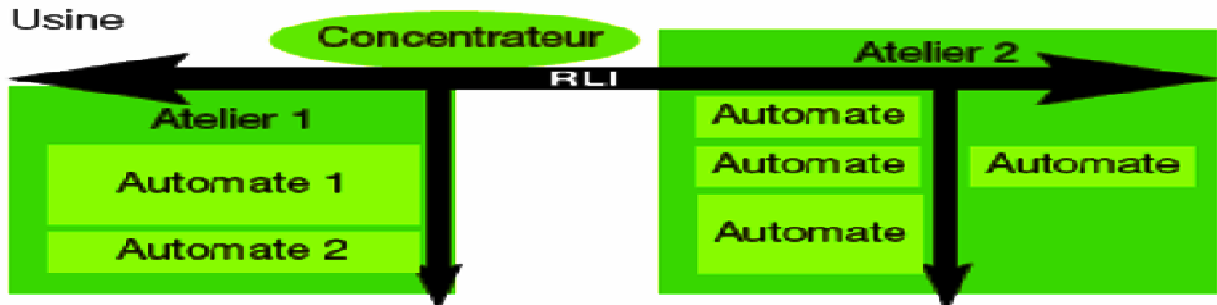 Usine
Concentrateur
RLI
Atelier 1
Automate 1
Automate 2
Atelier 2
Automate
Automate
Automate
Automate